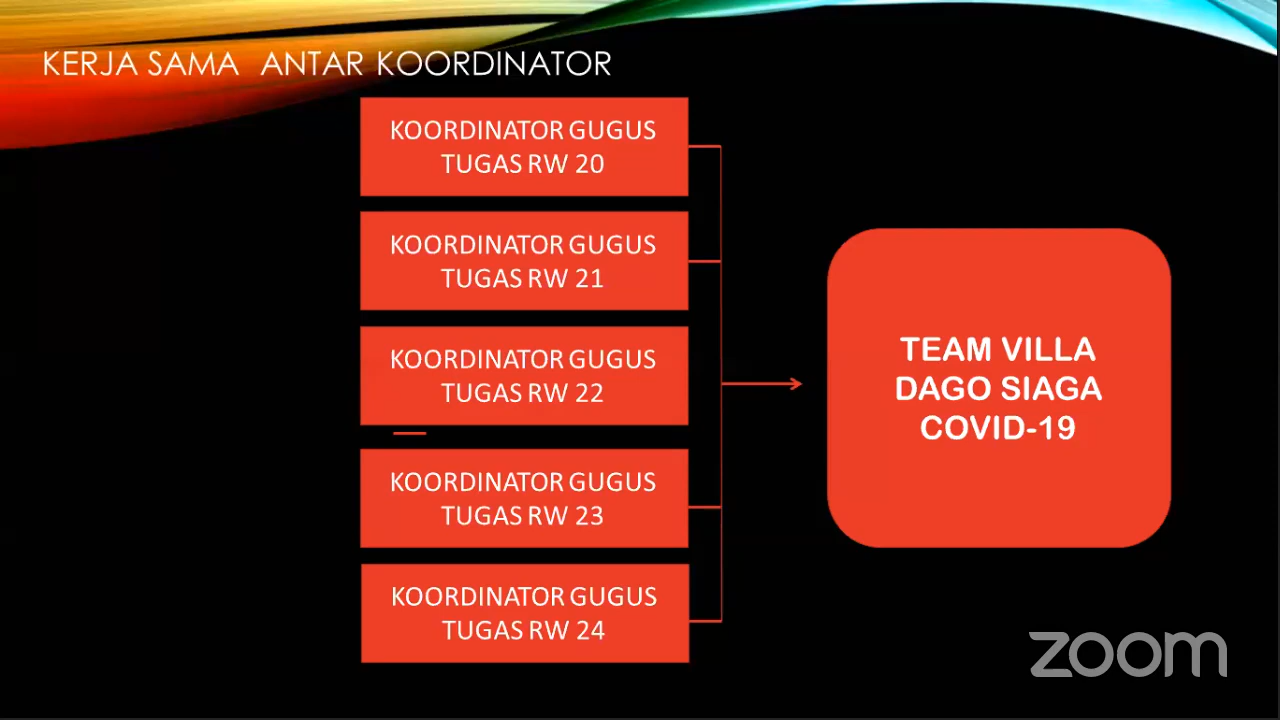 KERJA SAMA ANTAR KOORDINATOR
KOORDINATOR GUGUS
TUGAS RW 20
KOORDINATOR GUGUS
TUGAS RW 21
KOORDINATOR GUGUS
TUGAS RW 22
KOORDINATOR GUGUS
TUGAS RW 23
KOORDINATOR GUGUS
TUGAS RW 24
TEAM VILLA
DAGO SIAGA
COVID-19
zoom